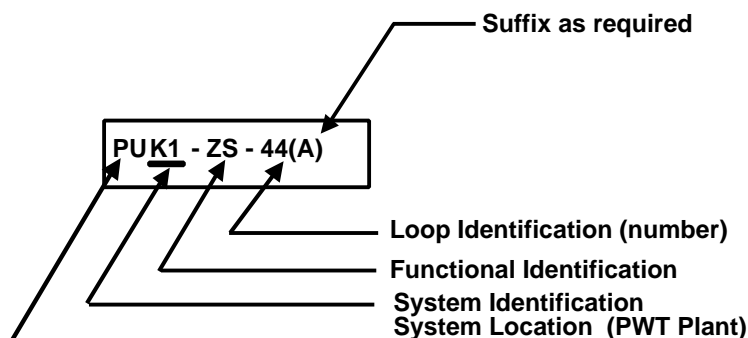 Suffix as required
PUK1 - ZS - 44(A)
Loop Identification (number)
Functional Identification
System Identification
System Location (PWT Plant)